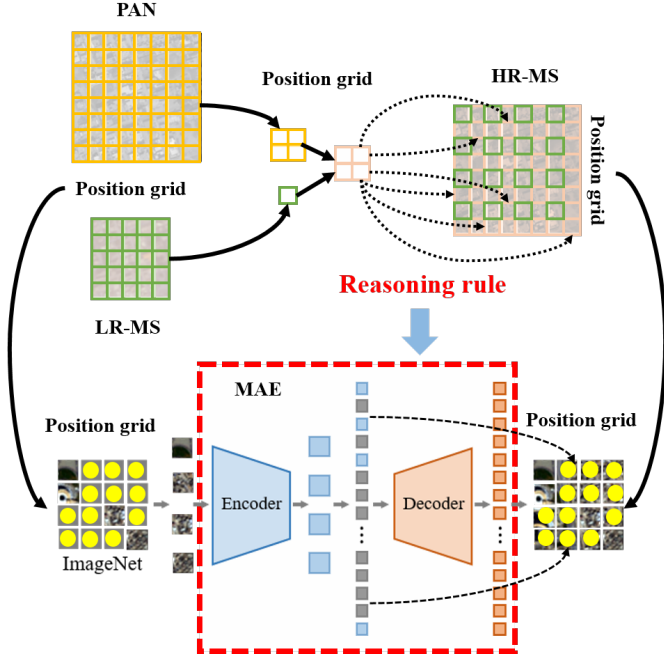 PAN
Position grid
HR-MS
Position grid
Position grid
LR-MS
Reasoning rule
MAE
Position grid
Position grid
Encoder
Decoder
ImageNet